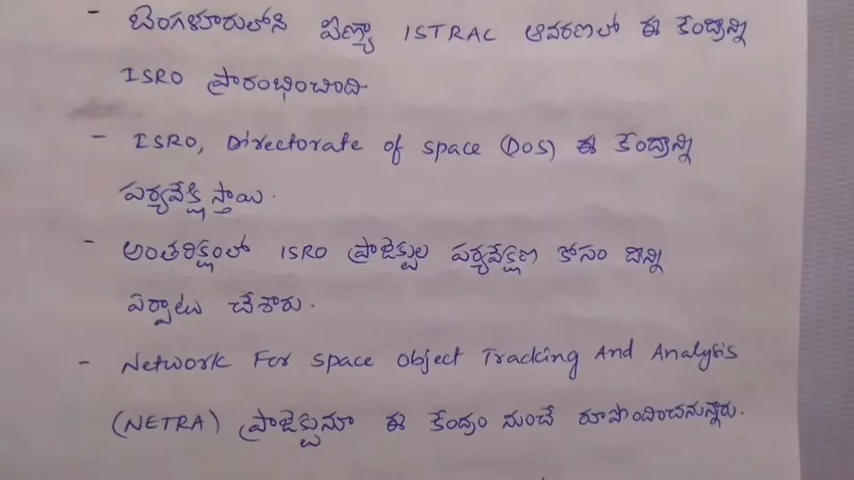 - బెంగళూరులోని పీణ్యా ISTRAC ఆవరణలో ఈ కేంద్రాన్ని
ISRO ప్రారంభించింది
- ISRO, Directorate of space (DOS) ఈ కేంద్రాన్ని
పర్యవేక్షిస్తాయి.
- అంతరిక్షంలో ISRO ప్రాజెక్టుల పర్యవేక్షణ కోసం దీన్ని
ఏర్పాటు చేశారు.
- Network For space object Tracking And Analysis
(NETRA) ప్రాజెక్టునూ ఈ కేంద్రం నుంచే రూపొందించనున్నారు.